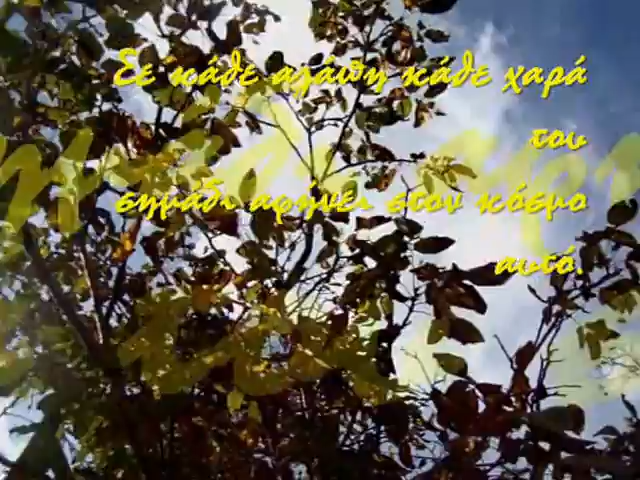 Σε κάθε αγάπη κάθε χαρά
του
σημάδι αφήνει στον κόσμο
αυτό.